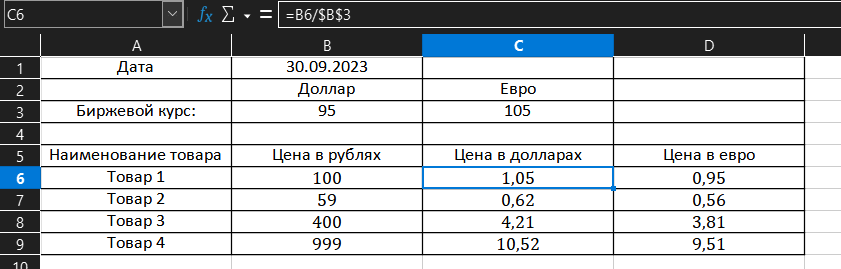 C6 fx Σ = =B6/$B$3
A B C D
1 Дата 30.09.2023
2 Доллар Евро
3 Биржевой курс: 95 105
4
5 Наименование товара Цена в рублях Цена в долларах Цена в евро
6 Товар 1 100 1,05 0,95
7 Товар 2 59 0,62 0,56
8 Товар 3 400 4,21 3,81
9 Товар 4 999 10,52 9,51
10